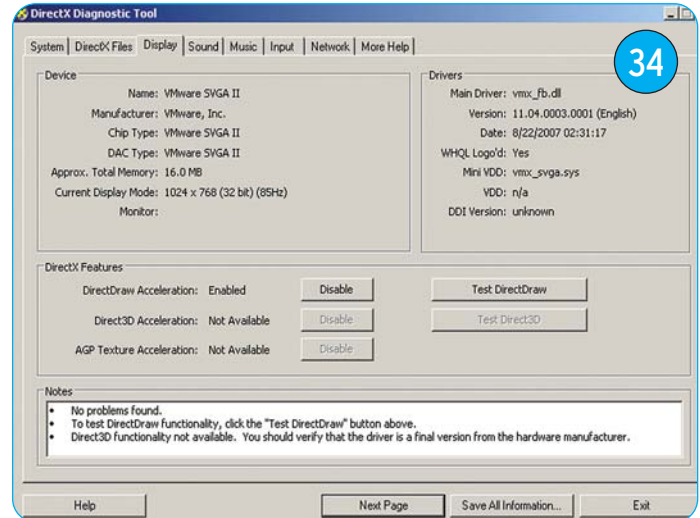 DirectX Diagnostic Tool
System DirectX Files Display Sound Music Input Network More Help
34
Device
Name: VMware SVGA II
Manufacturer: VMware, Inc.
Chip Type: VMware SVGA II
DAC Type: VMware SVGA II
Approx. Total Memory: 16.0 MB
Current Display Mode: 1024 x 768 (32 bit) (85Hz)
Monitor:
Drivers
Main Driver: vmx_fb.dll
Version: 11.04.0003.0001 (English)
Date: 8/22/2007 02:31:17
WHQL Logo'd: Yes
Mini VDD: vmx_svga.sys
VDD: n/a
DDI Version: unknown
DirectX Features
DirectDraw Acceleration: Enabled Disable Test DirectDraw
Direct3D Acceleration: Not Available Disable Test Direct3D
AGP Texture Acceleration: Not Available Disable
Notes
• No problems found.
• To test DirectDraw functionality, click the "Test DirectDraw" button above.
• Direct3D functionality not available. You should verify that the driver is a final version from the hardware manufacturer.
Help Next Page Save All Information... Exit